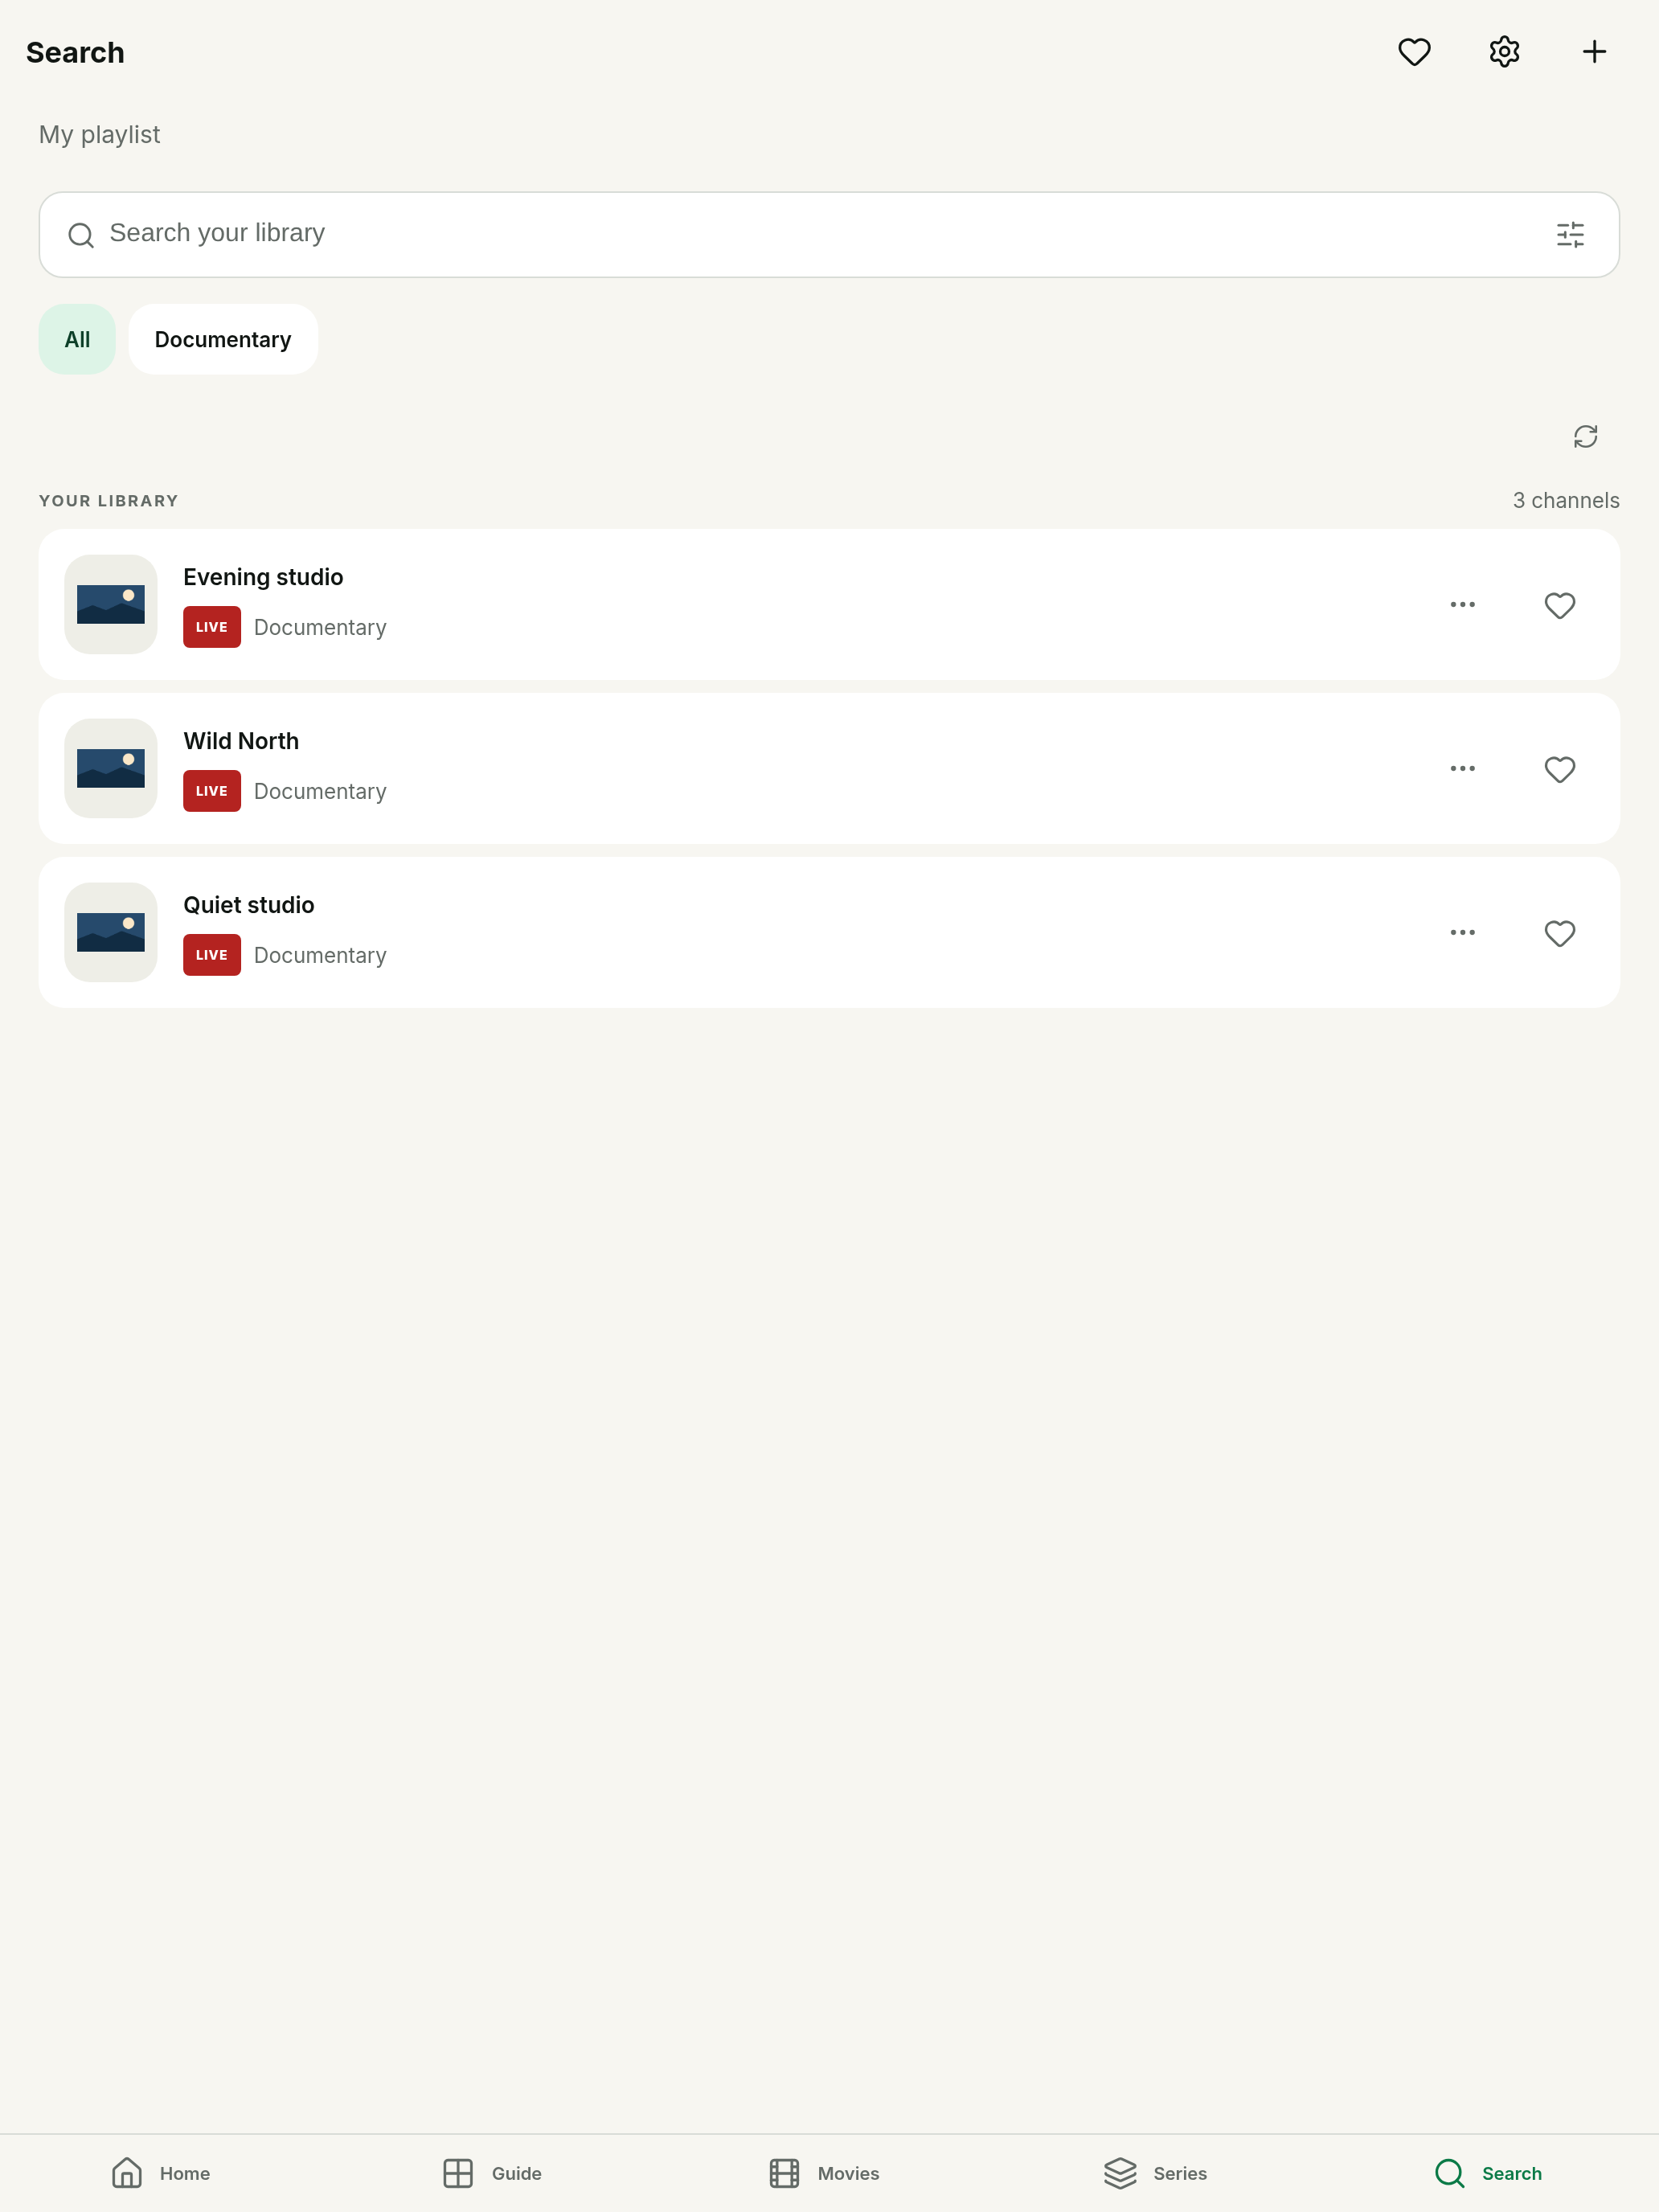 Search
My playlist
Search your library
All
Documentary
YOUR LIBRARY
3 channels
Evening studio
LIVE Documentary
Wild North
LIVE Documentary
Quiet studio
LIVE Documentary
Home
Guide
Movies
Series
Search